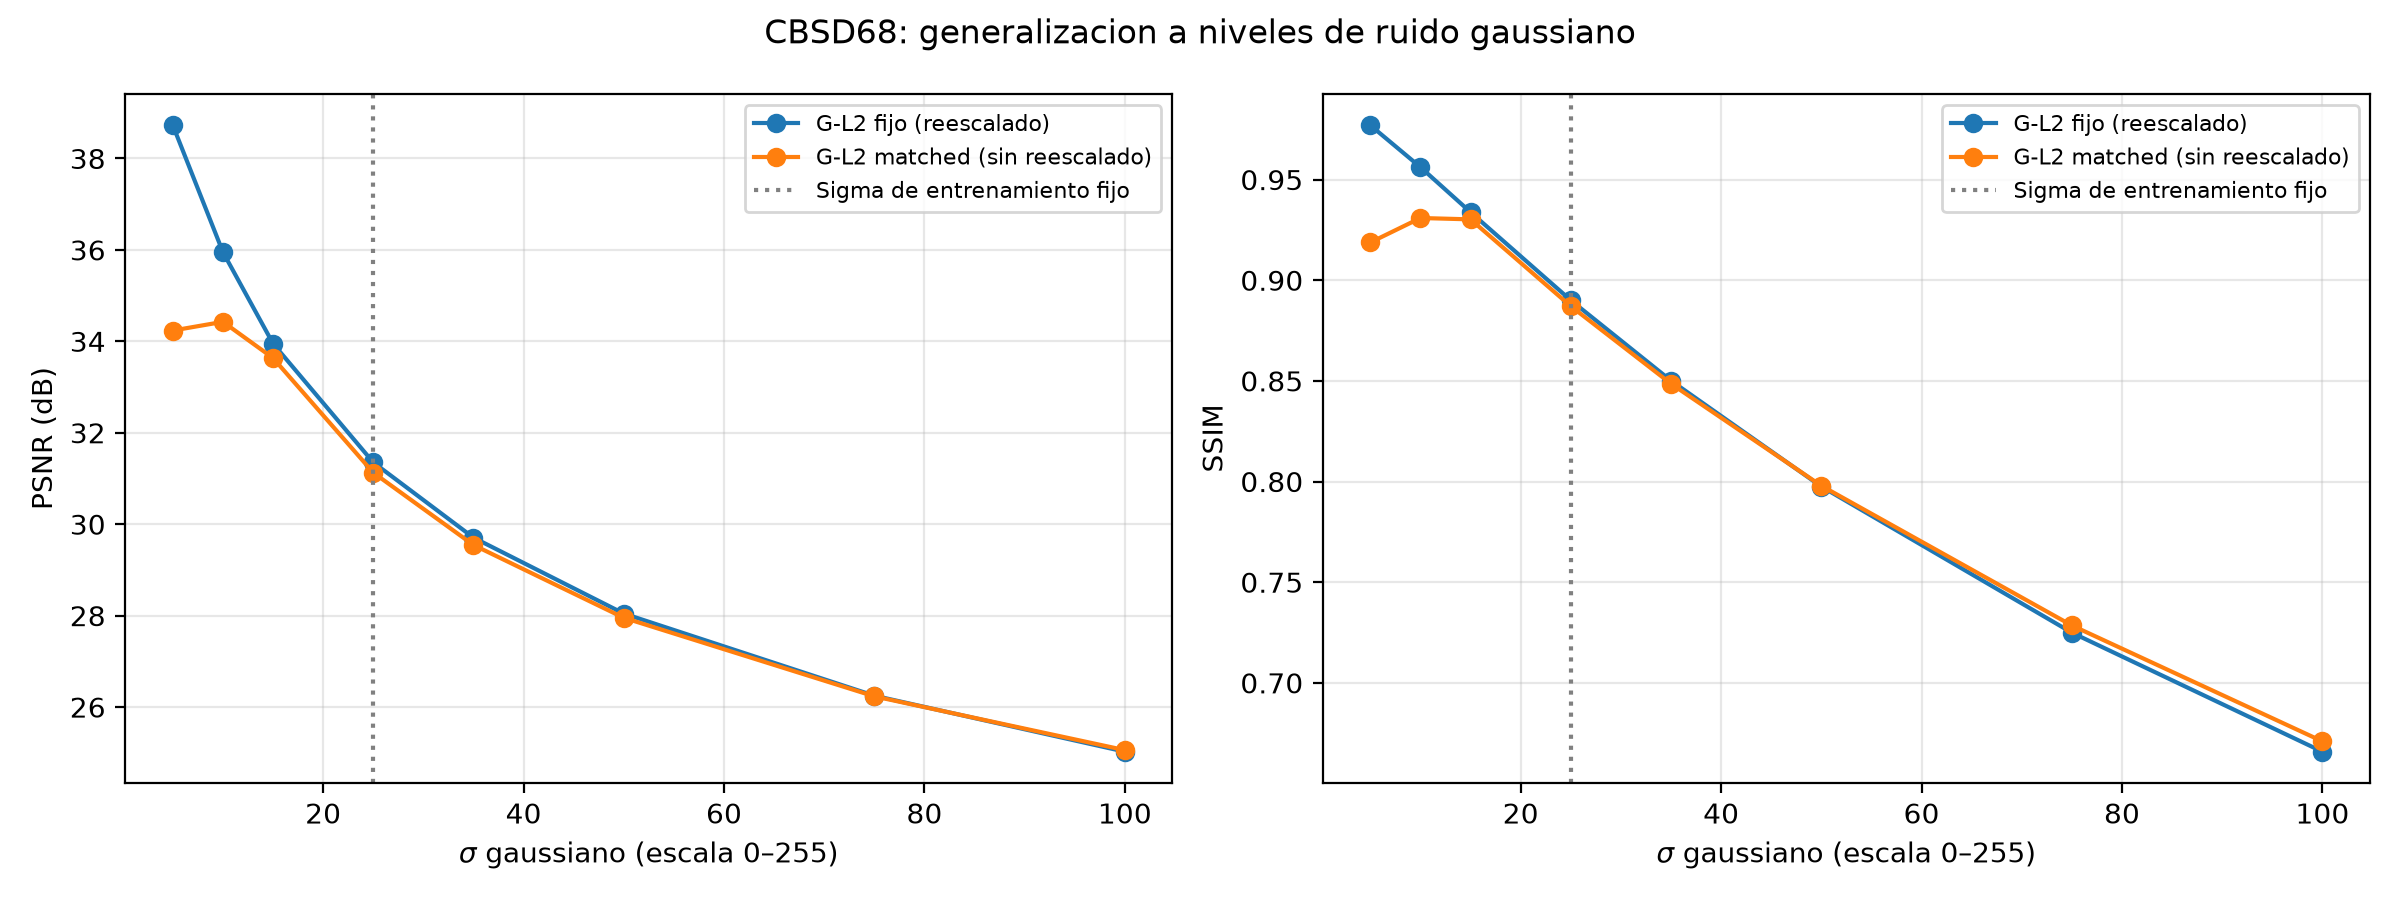 CBSD68: generalizacion a niveles de ruido gaussiano
PSNR (dB)
38
36
34
32
30
28
26
20
40
60
80
100
σ gaussiano (escala 0–255)
G-L2 fijo (reescalado)
G-L2 matched (sin reescalado)
Sigma de entrenamiento fijo
SSIM
0.95
0.90
0.85
0.80
0.75
0.70
20
40
60
80
100
σ gaussiano (escala 0–255)
G-L2 fijo (reescalado)
G-L2 matched (sin reescalado)
Sigma de entrenamiento fijo